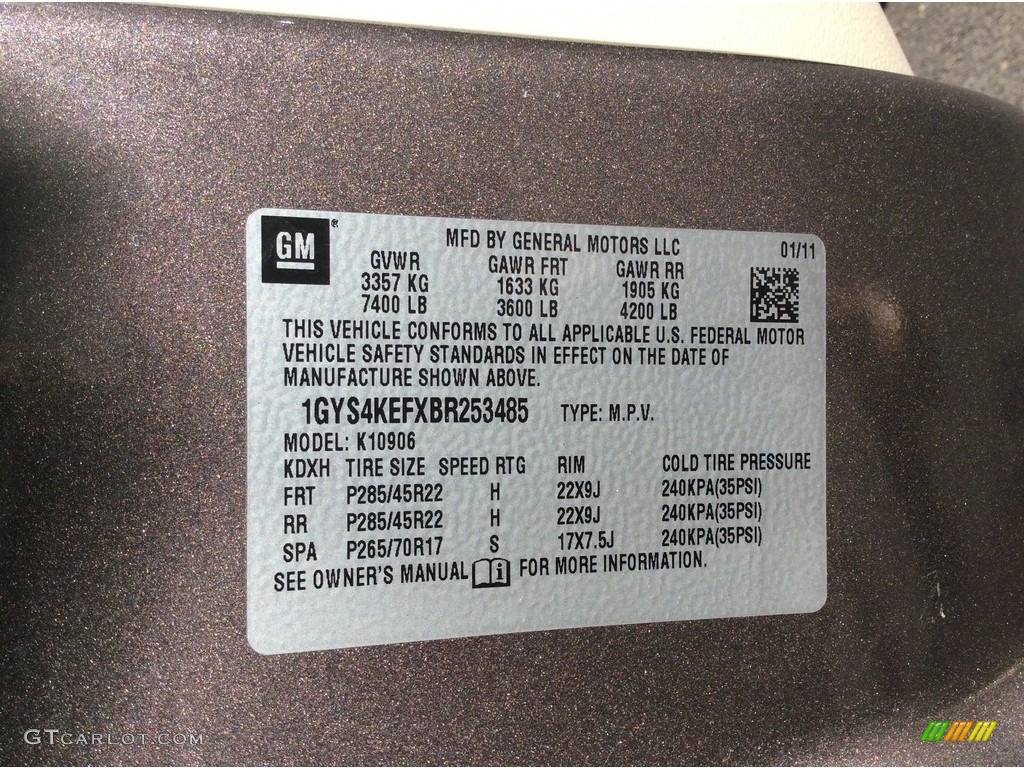 GM®
MFD BY GENERAL MOTORS LLC 01/11
GVWR GAWR FRT GAWR RR
3357 KG 1633 KG 1905 KG
7400 LB 3600 LB 4200 LB
THIS VEHICLE CONFORMS TO ALL APPLICABLE U.S. FEDERAL MOTOR
VEHICLE SAFETY STANDARDS IN EFFECT ON THE DATE OF
MANUFACTURE SHOWN ABOVE.
1GYS4KEFXBR253485 TYPE: M.P.V.
MODEL: K10906
KDXH TIRE SIZE SPEED RTG RIM COLD TIRE PRESSURE
FRT P285/45R22 H 22X9J 240KPA(35PSI)
RR P285/45R22 H 22X9J 240KPA(35PSI)
SPA P265/70R17 S 17X7.5J 240KPA(35PSI)
SEE OWNER'S MANUAL i FOR MORE INFORMATION.
GTCARLOT.COM